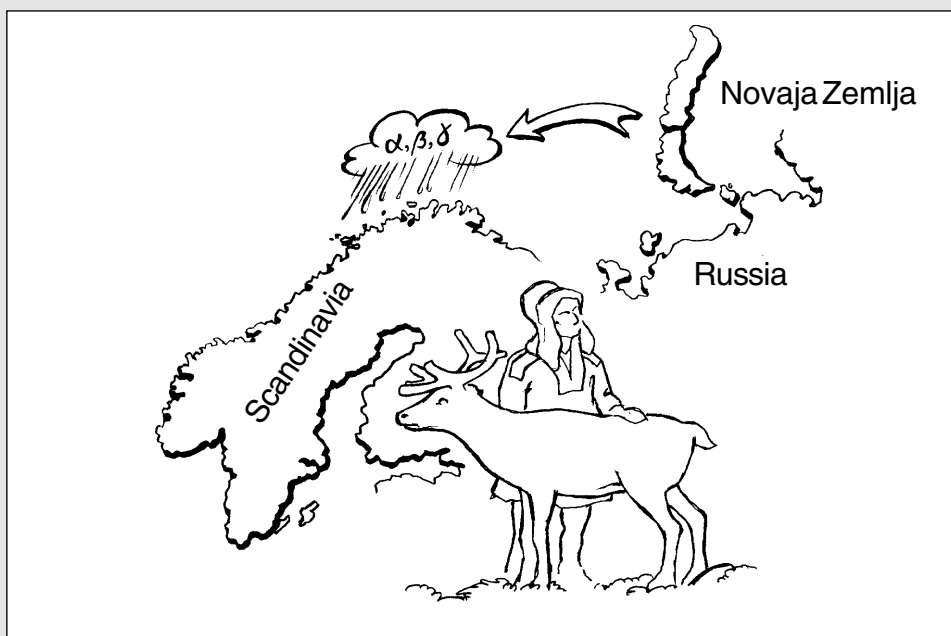 Novaja Zemlja
α, β, γ
Russia
Scandinavia